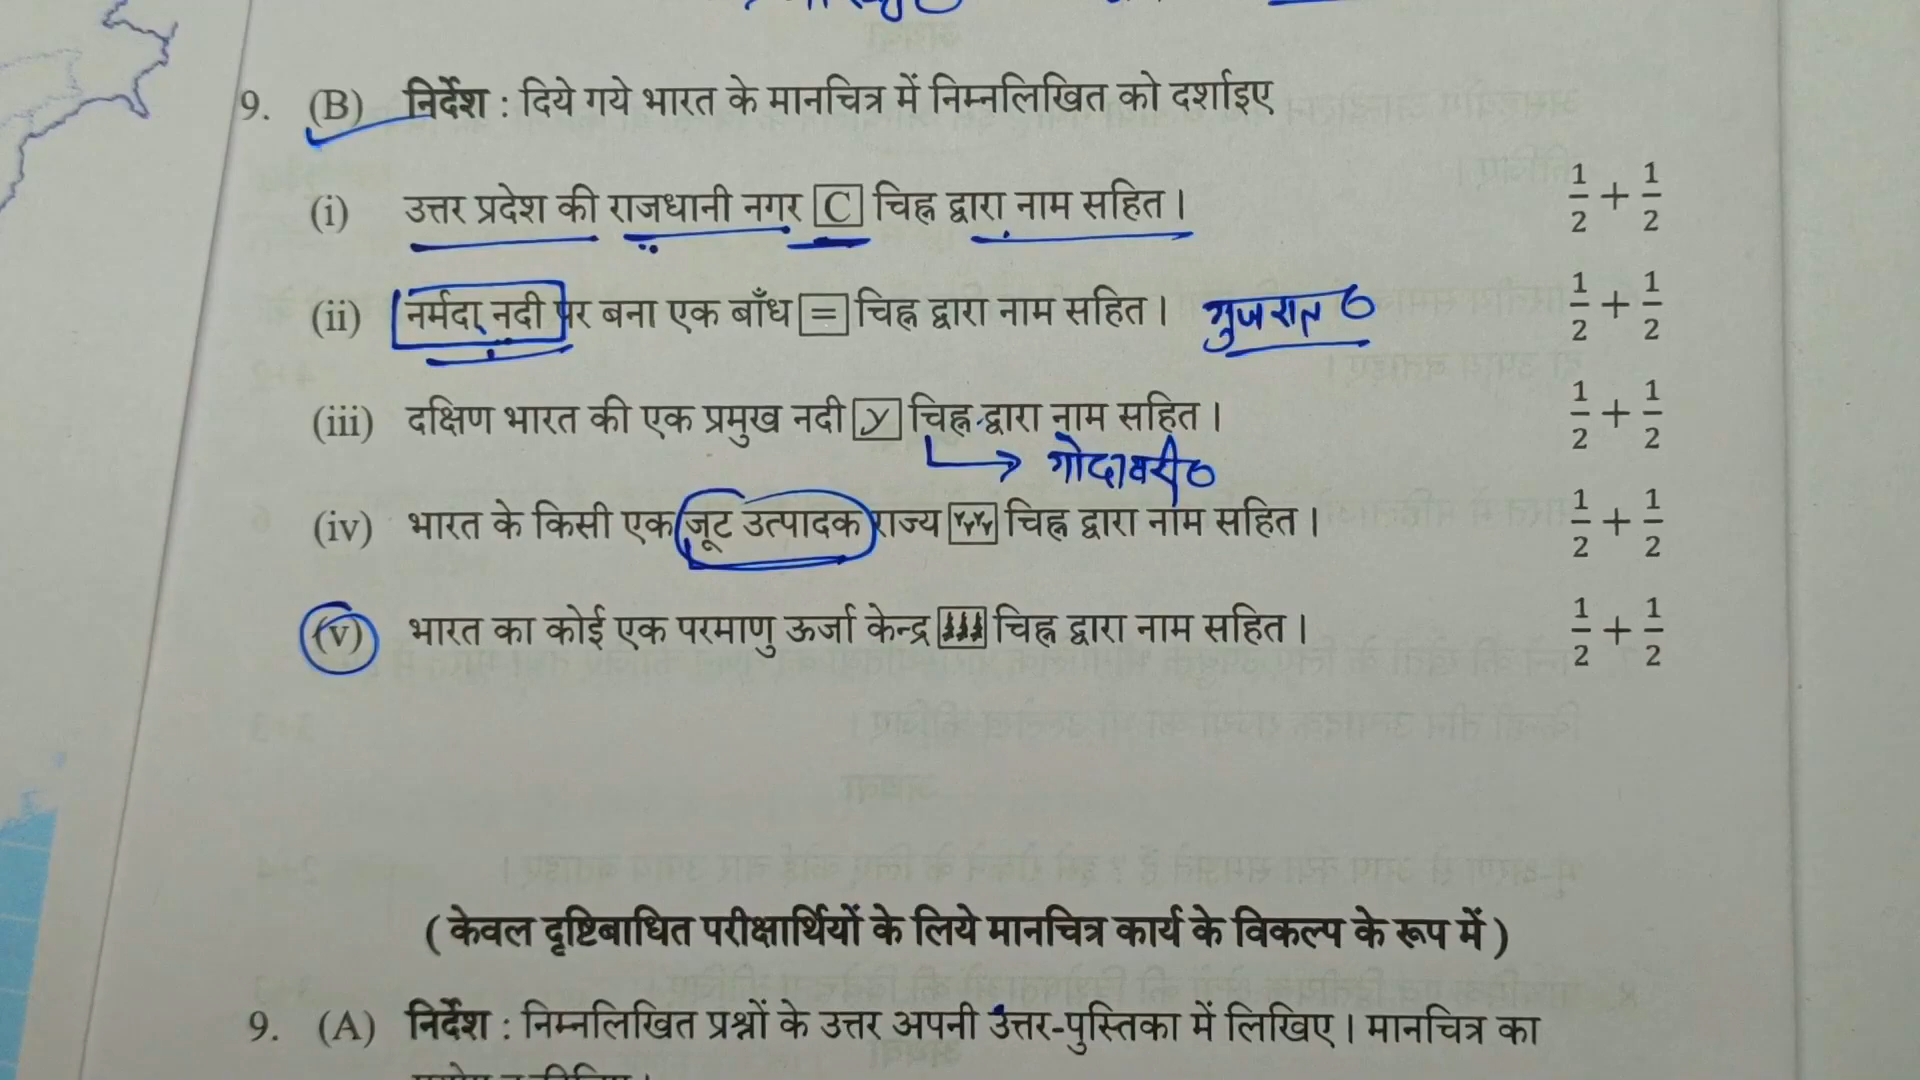 9. (B) निर्देश : दिये गये भारत के मानचित्र में निम्नलिखित को दर्शाइए
(i) उत्तर प्रदेश की राजधानी नगर C चिह्न द्वारा नाम सहित। 1/2 + 1/2
(ii) नर्मदा नदी पर बना एक बाँध = चिह्न द्वारा नाम सहित। गुजरात 1/2 + 1/2
(iii) दक्षिण भारत की एक प्रमुख नदी y चिह्न द्वारा नाम सहित। 1/2 + 1/2
→ गोदावरी
(iv) भारत के किसी एक जूट उत्पादक राज्य चिह्न द्वारा नाम सहित। 1/2 + 1/2
(v) भारत का कोई एक परमाणु ऊर्जा केन्द्र चिह्न द्वारा नाम सहित। 1/2 + 1/2
( केवल दृष्टिबाधित परीक्षार्थियों के लिये मानचित्र कार्य के विकल्प के रूप में )
9. (A) निर्देश : निम्नलिखित प्रश्नों के उत्तर अपनी उत्तर-पुस्तिका में लिखिए। मानचित्र का